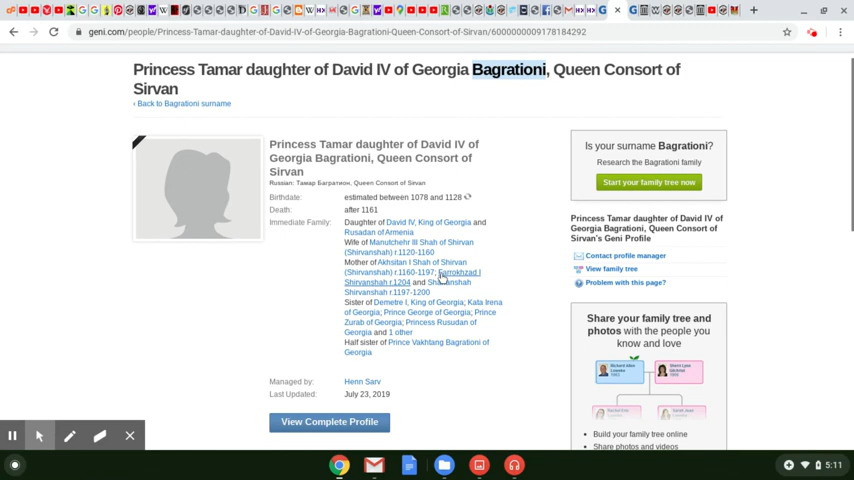 geni.com/people/Princess-Tamar-daughter-of-David-IV-of-Georgia-Bagrationi-Queen-Consort-of-Sirvan/6000000009178184292
Princess Tamar daughter of David IV of Georgia Bagrationi, Queen Consort of
Sirvan
‹ Back to Bagrationi surname
Princess Tamar daughter of David IV of
Georgia Bagrationi, Queen Consort of
Sirvan
Russian: Тамар Багратион, Queen Consort of Sirvan
Birthdate: estimated between 1078 and 1128
Death: after 1161
Immediate Family: Daughter of David IV, King of Georgia and
Rusadan of Armenia
Wife of Manutchehr III Shah of Shirvan
(Shirvanshah) r.1120-1160
Mother of Akhsitan I Shah of Shirvan
(Shirvanshah) r.1160-1197; Farrokhzad I
Shirvanshah r.1204 and
Shirvanshah r.1197-1200
Sister of Demetre I, King of Georgia; Kata Irena
of Georgia; Prince George of Georgia; Prince
Zurab of Georgia; Princess Rusudan of
Georgia and 1 other
Half sister of Prince Vakhtang Bagrationi of
Georgia
Managed by: Henn Sarv
Last Updated: July 23, 2019
View Complete Profile
Is your surname Bagrationi?
Research the Bagrationi family
Start your family tree now
Princess Tamar daughter of David IV of
Georgia Bagrationi, Queen Consort of
Sirvan's Geni Profile
Contact profile manager
View family tree
Problem with this page?
Share your family tree and
photos with the people you
know and love
Build your family tree online
Share photos and videos
5:11